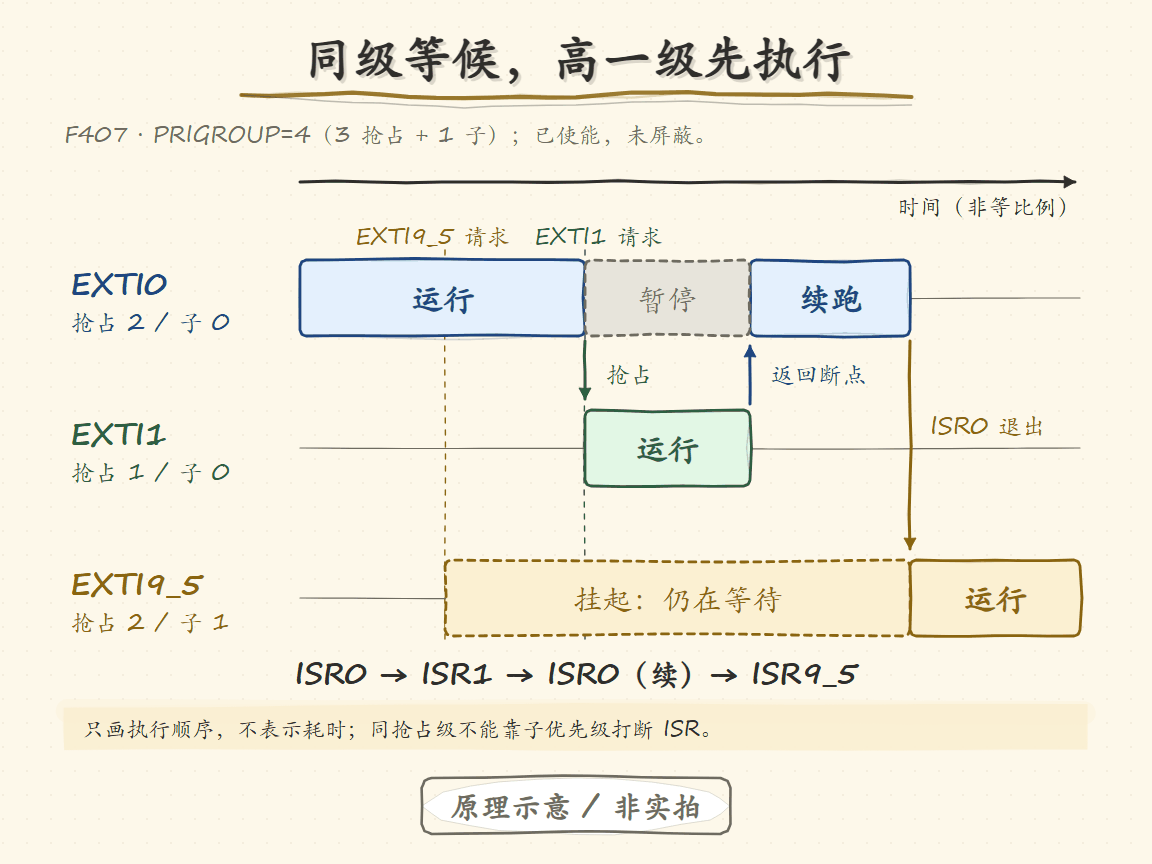 同级等候，高一级先执行
F407 · PRIGROUP=4（3 抢占 + 1 子）；已使能，未屏蔽。
时间（非等比例）
EXTI9_5 请求 EXTI1 请求
EXTI0
抢占 2 / 子 0
运行
暂停
续跑
抢占
返回断点
EXTI1
抢占 1 / 子 0
运行
ISR0 退出
EXTI9_5
抢占 2 / 子 1
挂起：仍在等待
运行
ISR0 → ISR1 → ISR0（续）→ ISR9_5
只画执行顺序，不表示耗时；同抢占级不能靠子优先级打断 ISR。
原理示意 / 非实拍